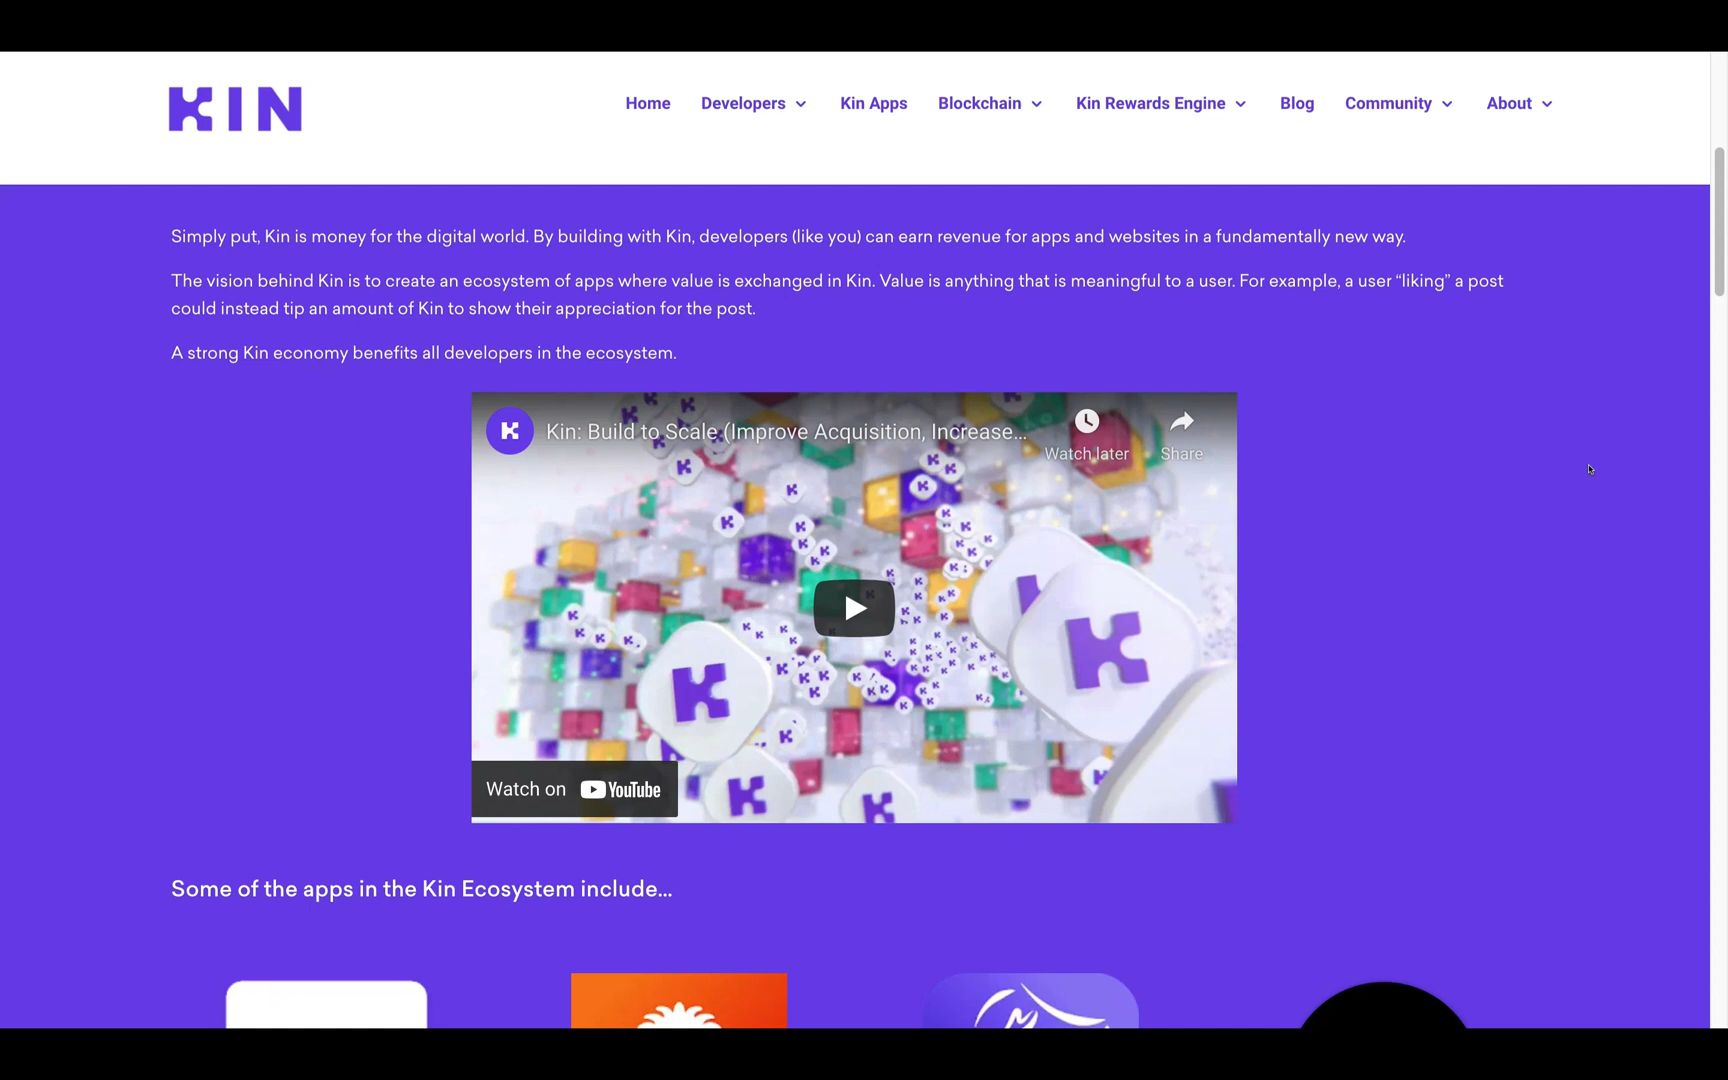 KIN
Home Developers Kin Apps Blockchain Kin Rewards Engine Blog Community About
Simply put, Kin is money for the digital world. By building with Kin, developers (like you) can earn revenue for apps and websites in a fundamentally new way.
The vision behind Kin is to create an ecosystem of apps where value is exchanged in Kin. Value is anything that is meaningful to a user. For example, a user “liking” a post
could instead tip an amount of Kin to show their appreciation for the post.
A strong Kin economy benefits all developers in the ecosystem.
Kin: Build to Scale (Improve Acquisition, Increase...
Watch later
Share
Watch on YouTube
Some of the apps in the Kin Ecosystem include...